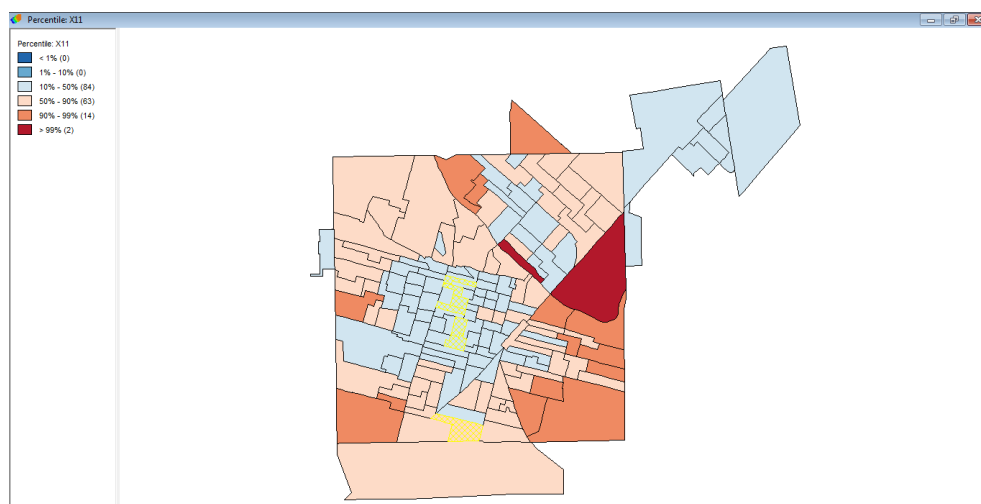 Percentile: X11
Percentile: X11
< 1% (0)
1% - 10% (0)
10% - 50% (84)
50% - 90% (63)
90% - 99% (14)
> 99% (2)